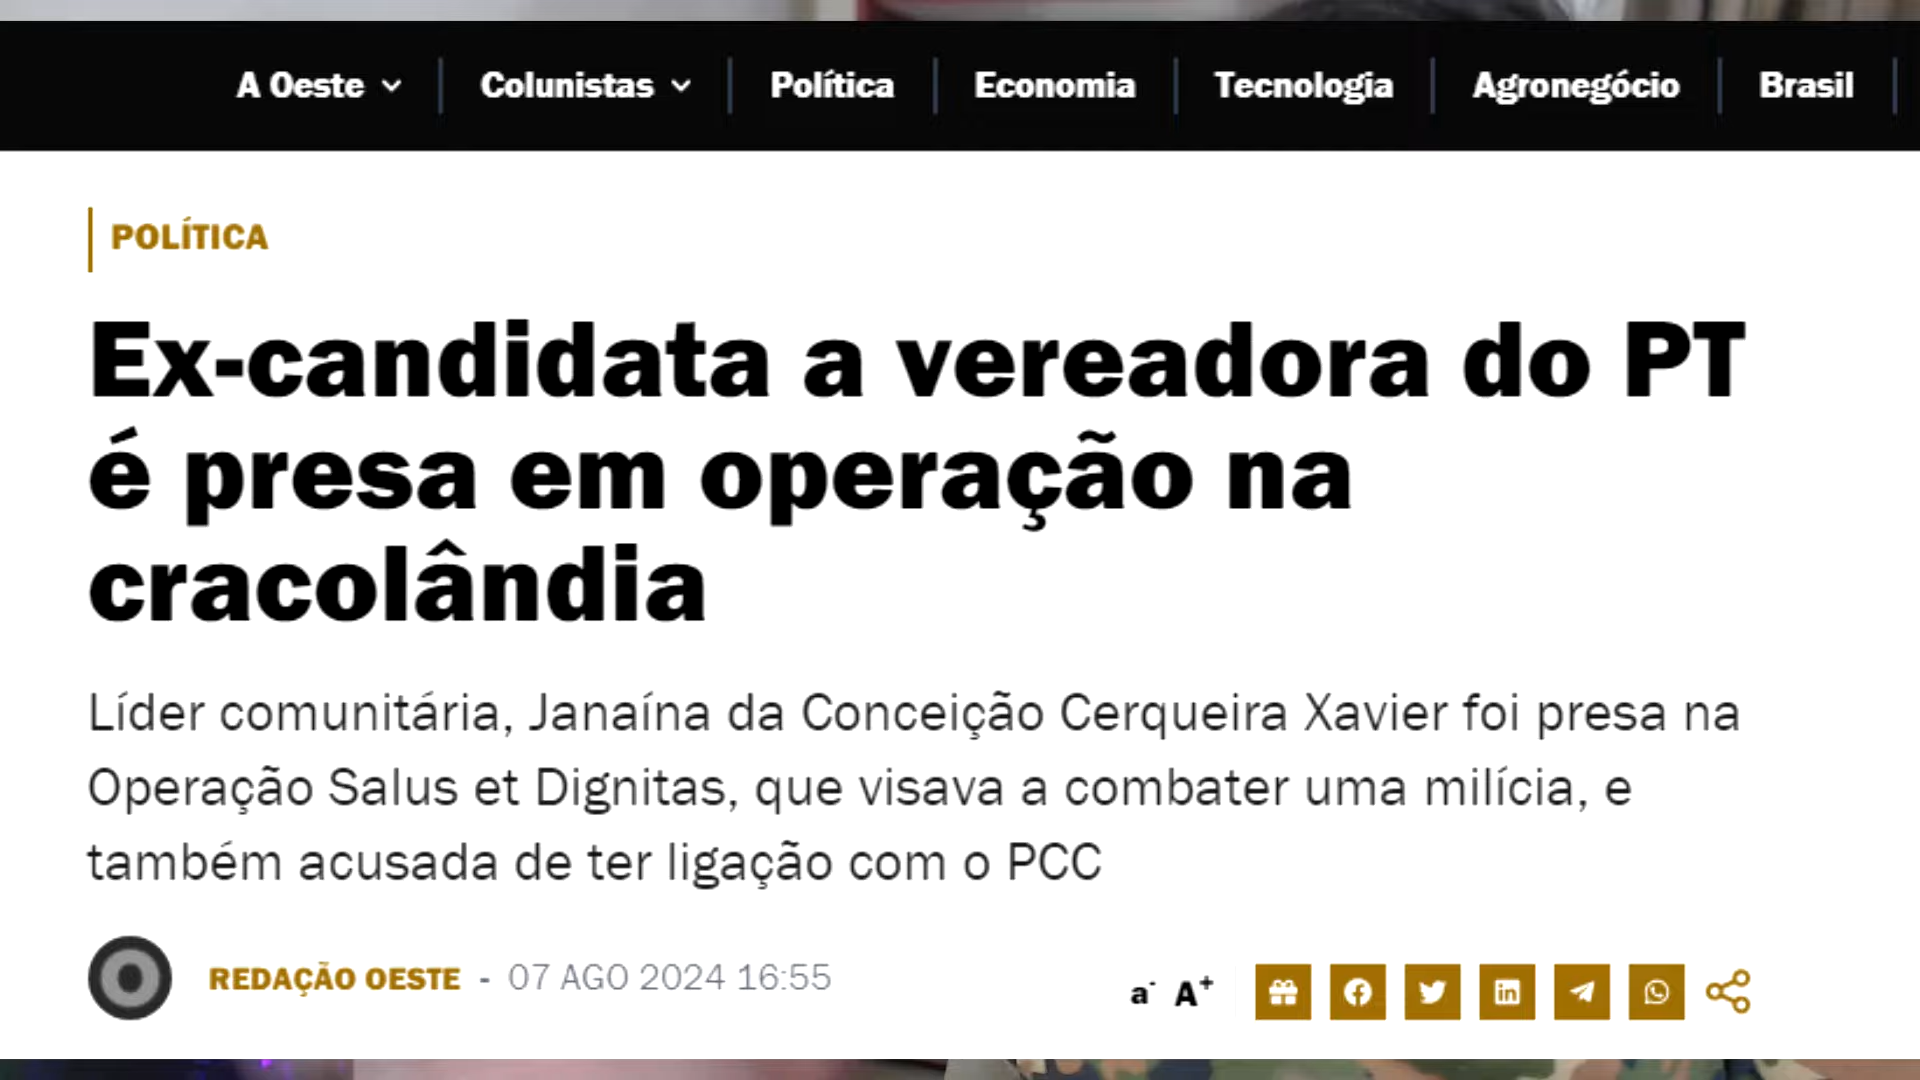 A Oeste Colunistas Política Economia Tecnologia Agronegócio Brasil
POLÍTICA
Ex-candidata a vereadora do PT
é presa em operação na
cracolândia
Líder comunitária, Janaína da Conceição Cerqueira Xavier foi presa na
Operação Salus et Dignitas, que visava a combater uma milícia, e
também acusada de ter ligação com o PCC
REDAÇÃO OESTE - 07 AGO 2024 16:55
a- A+